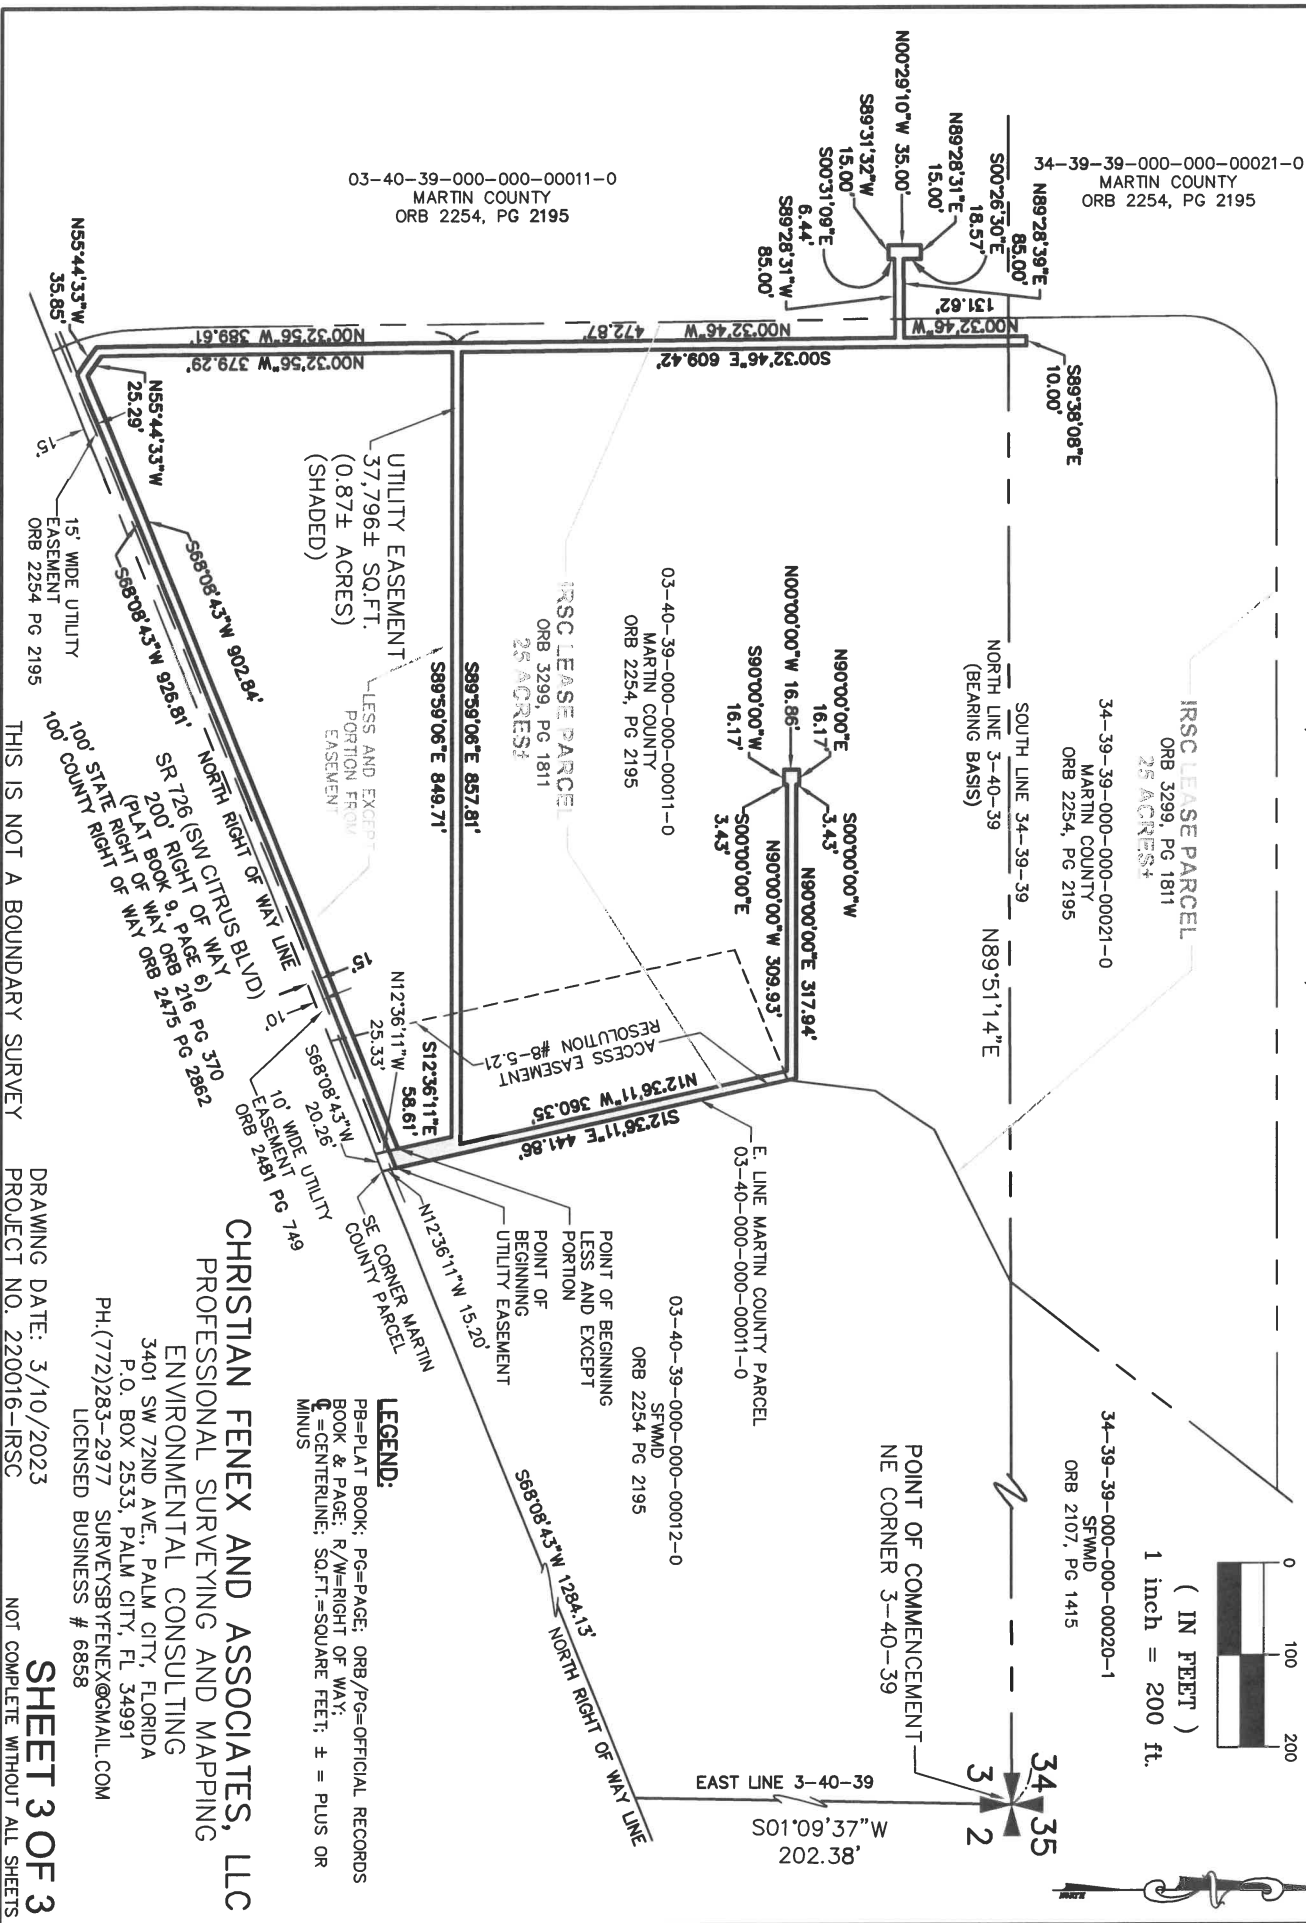 34-39-39-000-000-00021-0
MARTIN COUNTY
ORB 2254, PG 2195
03-40-39-000-000-00011-0
MARTIN COUNTY
ORB 2254, PG 2195
N00°29'10"W 35.00'
S89°31'32"W
15.00'
S00°31'09"E
6.44'
S89°28'31"W
85.00'
N89°28'31"E
15.00'
S00°26'30"E
18.57'
N89°28'39"E
85.00'
131.62'
N00°32'46"W
S89°38'08"E
10.00'
N00°32'46"W 472.87'
S00°32'46"E 609.42'
N00°32'56"W 389.61'
N00°32'56"W 379.29'
N55°44'33"W
35.85'
N55°44'33"W
25.29'
15'
15' WIDE UTILITY
EASEMENT
ORB 2254 PG 2195
S68°08'43"W 902.84'
S68°08'43"W 926.81'
UTILITY EASEMENT
37,796± SQ.FT.
(0.87± ACRES)
(SHADED)
LESS AND EXCEPT
PORTION FROM
EASEMENT
S89°59'06"E 857.81'
S89°59'06"E 849.71'
IRSC LEASE PARCEL
ORB 3299, PG 1811
25 ACRES±
03-40-39-000-000-00011-0
MARTIN COUNTY
ORB 2254, PG 2195
N00°00'00"W 16.86'
N90°00'00"E
16.17'
S90°00'00"W
16.17'
S00°00'00"W
3.43'
S00°00'00"E
3.43'
N90°00'00"E 317.94'
N90°00'00"W 309.93'
SOUTH LINE 34-39-39
NORTH LINE 3-40-39
(BEARING BASIS)
N89°51'14"E
34-39-39-000-000-00021-0
MARTIN COUNTY
ORB 2254, PG 2195
IRSC LEASE PARCEL
ORB 3299, PG 1811
25 ACRES±
ACCESS EASEMENT
RESOLUTION #8-5.21
N12°36'11"W 360.35'
S12°36'11"E 441.86'
S12°36'11"E
58.61'
N12°36'11"W
25.33'
S68°08'43"W
20.26'
15'
10'
10' WIDE UTILITY
EASEMENT
ORB 2481 PG 749
NORTH RIGHT OF WAY LINE
SR 726 (SW CITRUS BLVD)
200' RIGHT OF WAY
(PLAT BOOK 9, PAGE 6)
100' STATE RIGHT OF WAY ORB 216 PG 370
100' COUNTY RIGHT OF WAY ORB 2475 PG 2862
E. LINE MARTIN COUNTY PARCEL
03-40-000-000-00011-0
POINT OF BEGINNING
LESS AND EXCEPT
PORTION
POINT OF
BEGINNING
UTILITY EASEMENT
N12°36'11"W 15.20'
SE CORNER MARTIN
COUNTY PARCEL
03-40-39-000-000-00012-0
SFWMD
ORB 2254 PG 2195
34-39-39-000-000-00020-1
SFWMD
ORB 2107, PG 1415
POINT OF COMMENCEMENT
NE CORNER 3-40-39
S68°08'43"W 1284.13'
NORTH RIGHT OF WAY LINE
EAST LINE 3-40-39
S01°09'37"W
202.38'
34
35
3
2
0 100 200
( IN FEET )
1 inch = 200 ft.
NORTH
LEGEND:
PB=PLAT BOOK; PG=PAGE; ORB/PG=OFFICIAL RECORDS
BOOK & PAGE; R/W=RIGHT OF WAY;
℄=CENTERLINE; SQ.FT.=SQUARE FEET; ± = PLUS OR
MINUS
CHRISTIAN FENEX AND ASSOCIATES, LLC
PROFESSIONAL SURVEYING AND MAPPING
ENVIRONMENTAL CONSULTING
3401 SW 72ND AVE., PALM CITY, FLORIDA
P.O. BOX 2533, PALM CITY, FL 34991
PH.(772)283-2977 SURVEYSBYFENEX@GMAIL.COM
LICENSED BUSINESS # 6858
THIS IS NOT A BOUNDARY SURVEY
DRAWING DATE: 3/10/2023
PROJECT NO. 220016-IRSC
SHEET 3 OF 3
NOT COMPLETE WITHOUT ALL SHEETS